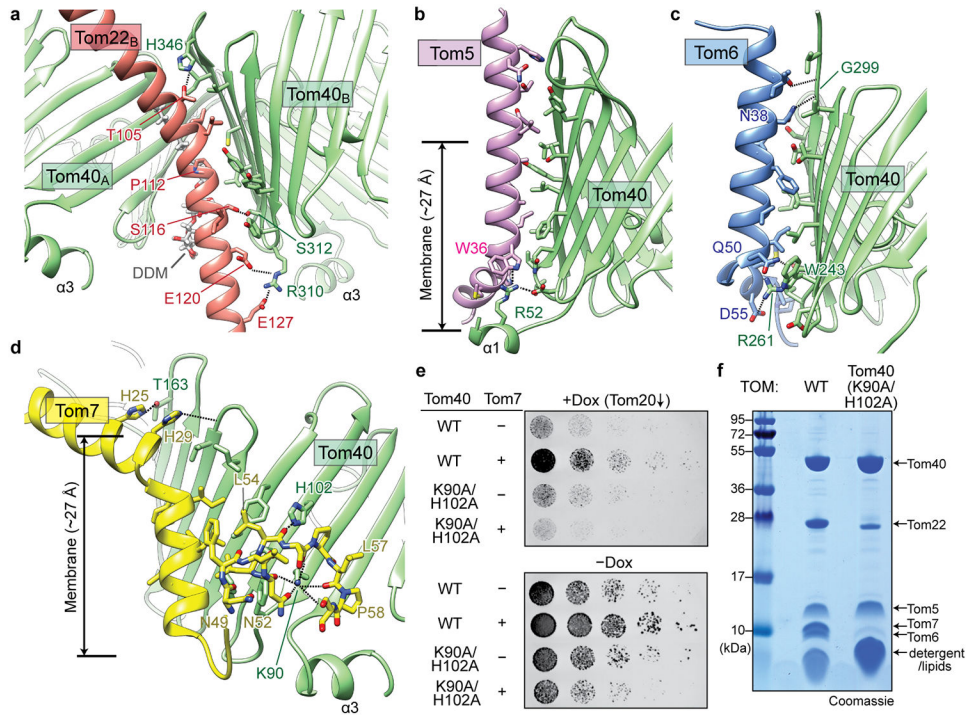 a
Tom22B
H346
Tom40B
T105
Tom40A
P112
S116
S312
DDM
α3
E120
R310
α3
E127
b
Tom5
Membrane (~27 Å)
Tom40
W36
R52
α1
c
Tom6
G299
N38
Tom40
Q50
W243
D55
R261
d
H25
T163
Tom7
H29
Tom40
L54
H102
Membrane (~27 Å)
L57
N49
N52
P58
K90
α3
e
Tom40 Tom7 +Dox (Tom20↓)
WT −
WT +
K90A/
H102A −
K90A/
H102A +
−Dox
WT −
WT +
K90A/
H102A −
K90A/
H102A +
f
Tom40
(K90A/
H102A)
TOM: WT
95
72
55
Tom40
36
28
Tom22
17
Tom5
10
Tom7
Tom6
(kDa)
detergent
/lipids
Coomassie